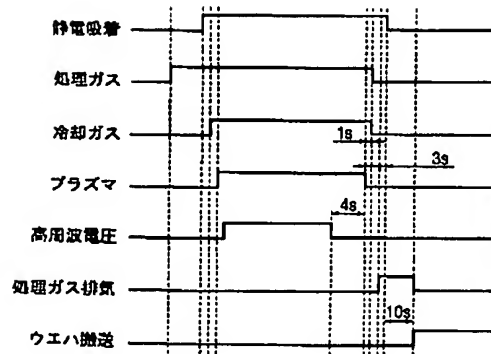 静電吸着
処理ガス
冷却ガス
1s
3s
プラズマ
4s
高周波電圧
処理ガス排気
10s
ウエハ搬送